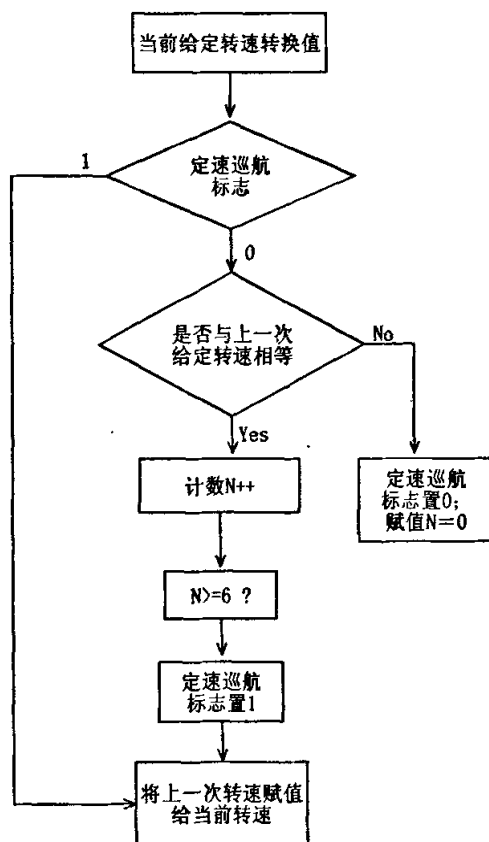 当前给定转速转换值
1
定速巡航
标志
0
是否与上一次
给定转速相等
No
Yes
计数N++
定速巡航
标志置0;
赋值N=0
N>=6 ?
定速巡航
标志置1
将上一次转速赋值
给当前转速